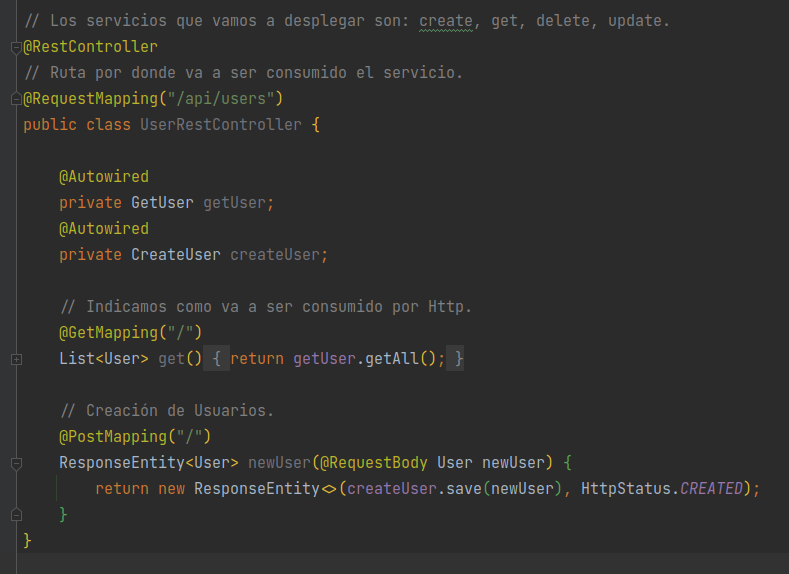 // Los servicios que vamos a desplegar son: create, get, delete, update.
@RestController
// Ruta por donde va a ser consumido el servicio.
@RequestMapping("/api/users")
public class UserRestController {
@Autowired
private GetUser getUser;
@Autowired
private CreateUser createUser;
// Indicamos como va a ser consumido por Http.
@GetMapping("/")
List<User> get() { return getUser.getAll(); }
// Creación de Usuarios.
@PostMapping("/")
ResponseEntity<User> newUser(@RequestBody User newUser) {
return new ResponseEntity<>(createUser.save(newUser), HttpStatus.CREATED);
}
}